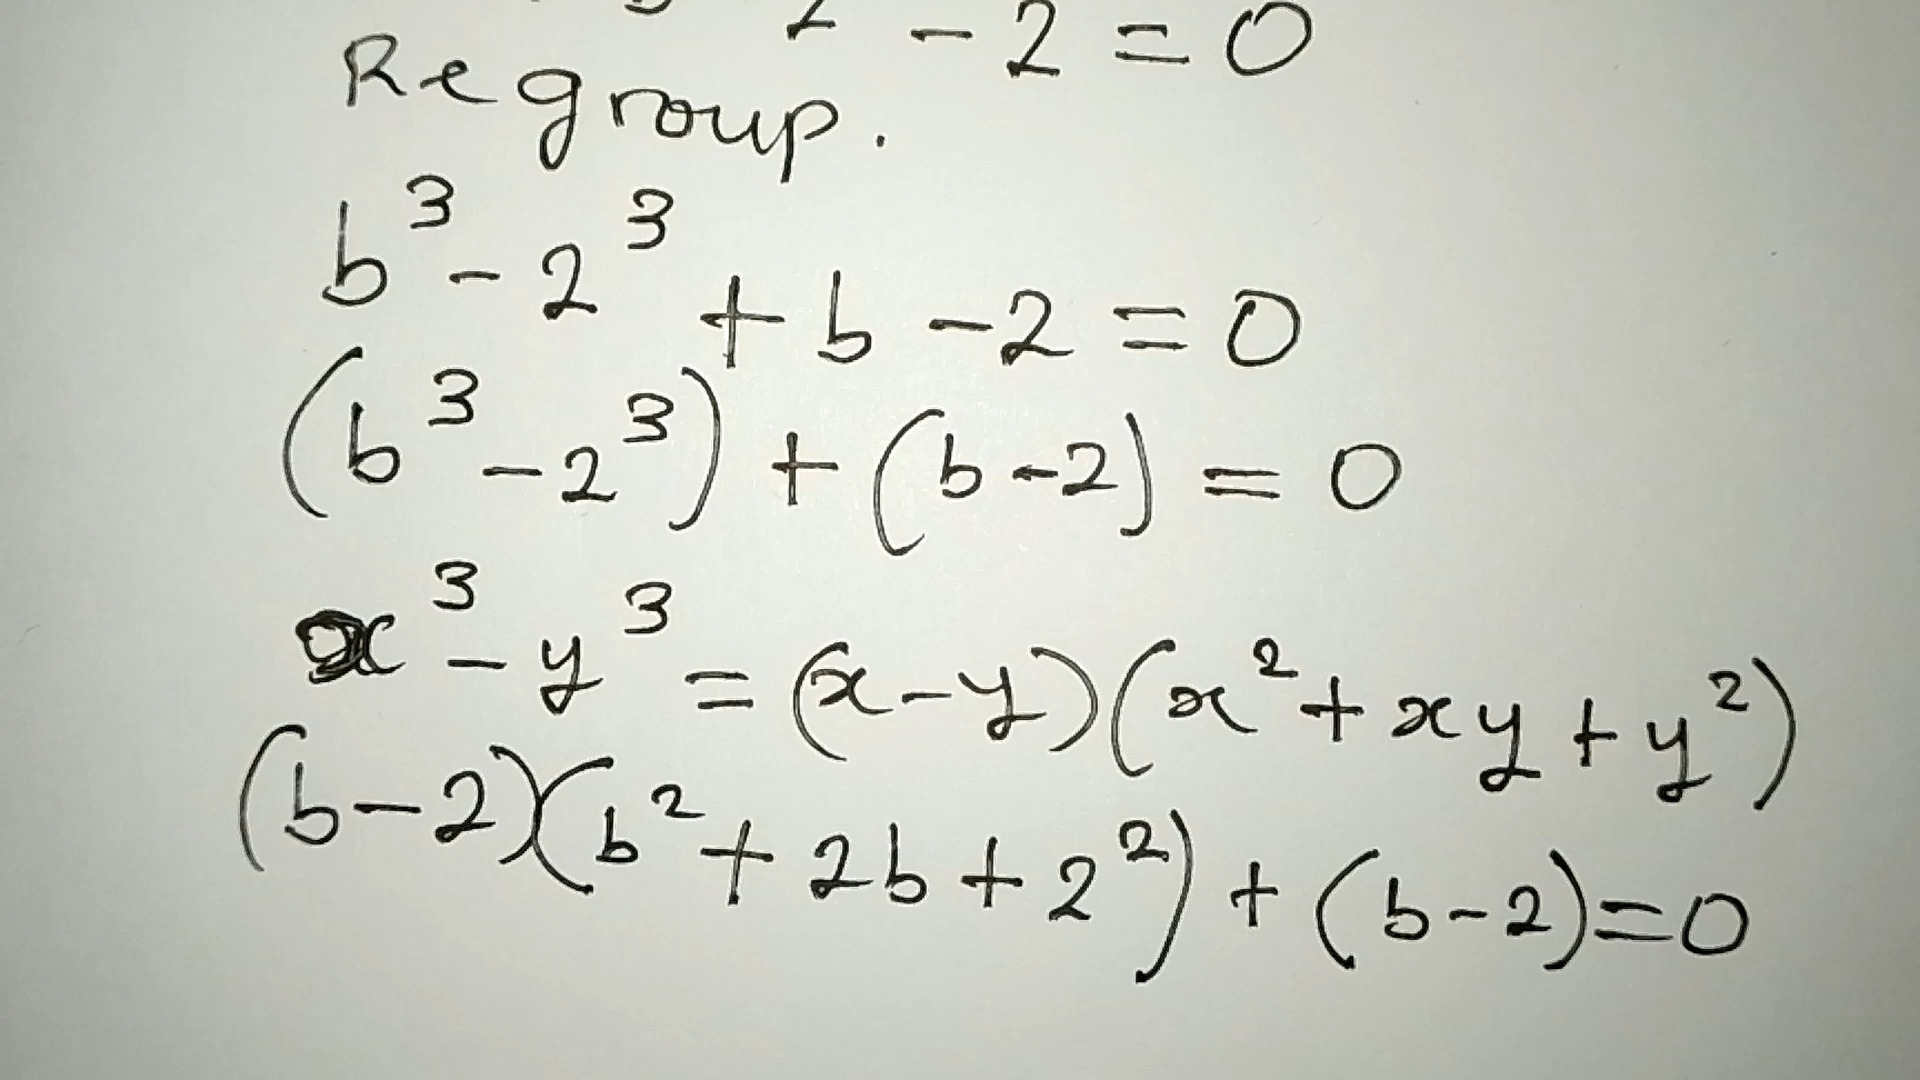 - 2 = 0
Regroup.
b³ - 2³ + b - 2 = 0
(b³ - 2³) + (b - 2) = 0
x³ - y³ = (x - y)(x² + xy + y²)
(b - 2)(b² + 2b + 2²) + (b - 2) = 0